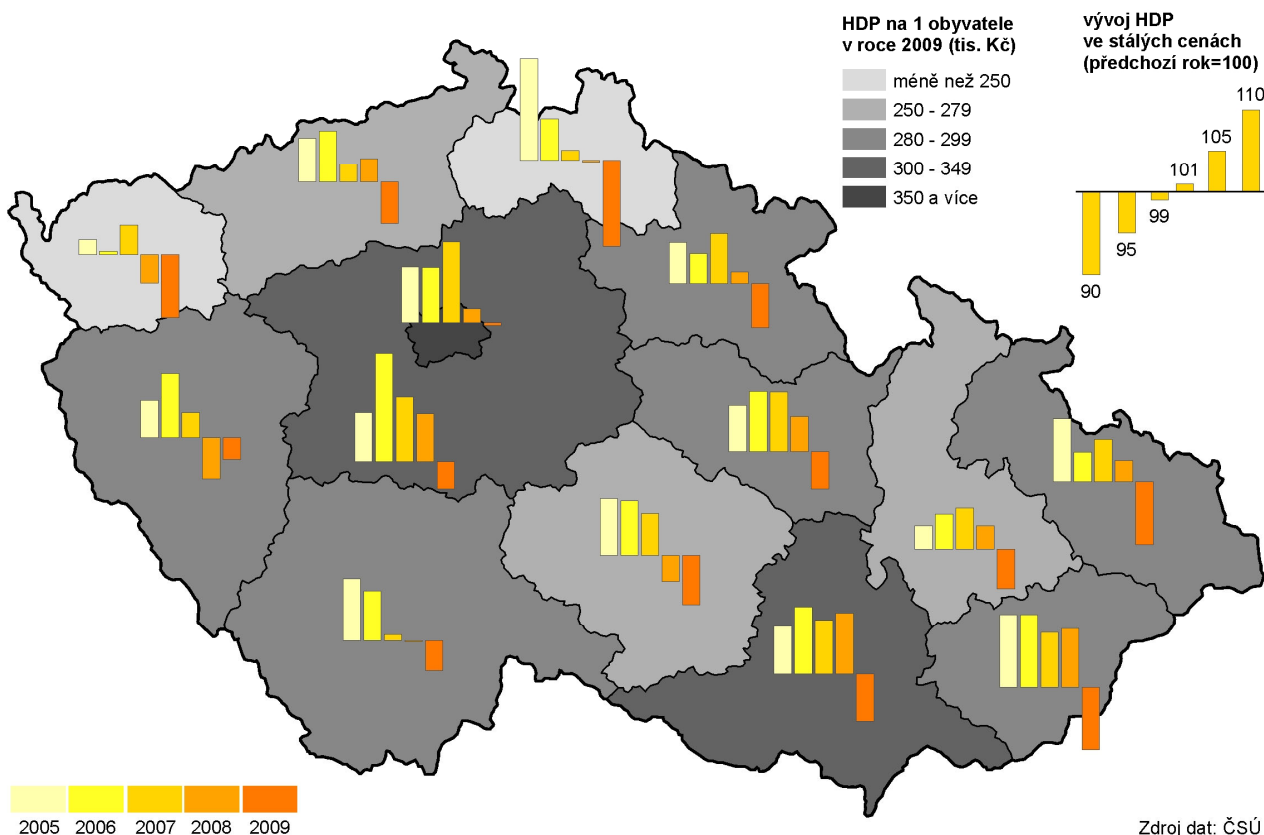 HDP na 1 obyvatele
v roce 2009 (tis. Kč)
méně než 250
250 - 279
280 - 299
300 - 349
350 a více
vývoj HDP
ve stálých cenách
(předchozí rok=100)
110
105
101
99
95
90
2005 2006 2007 2008 2009
Zdroj dat: ČSÚ